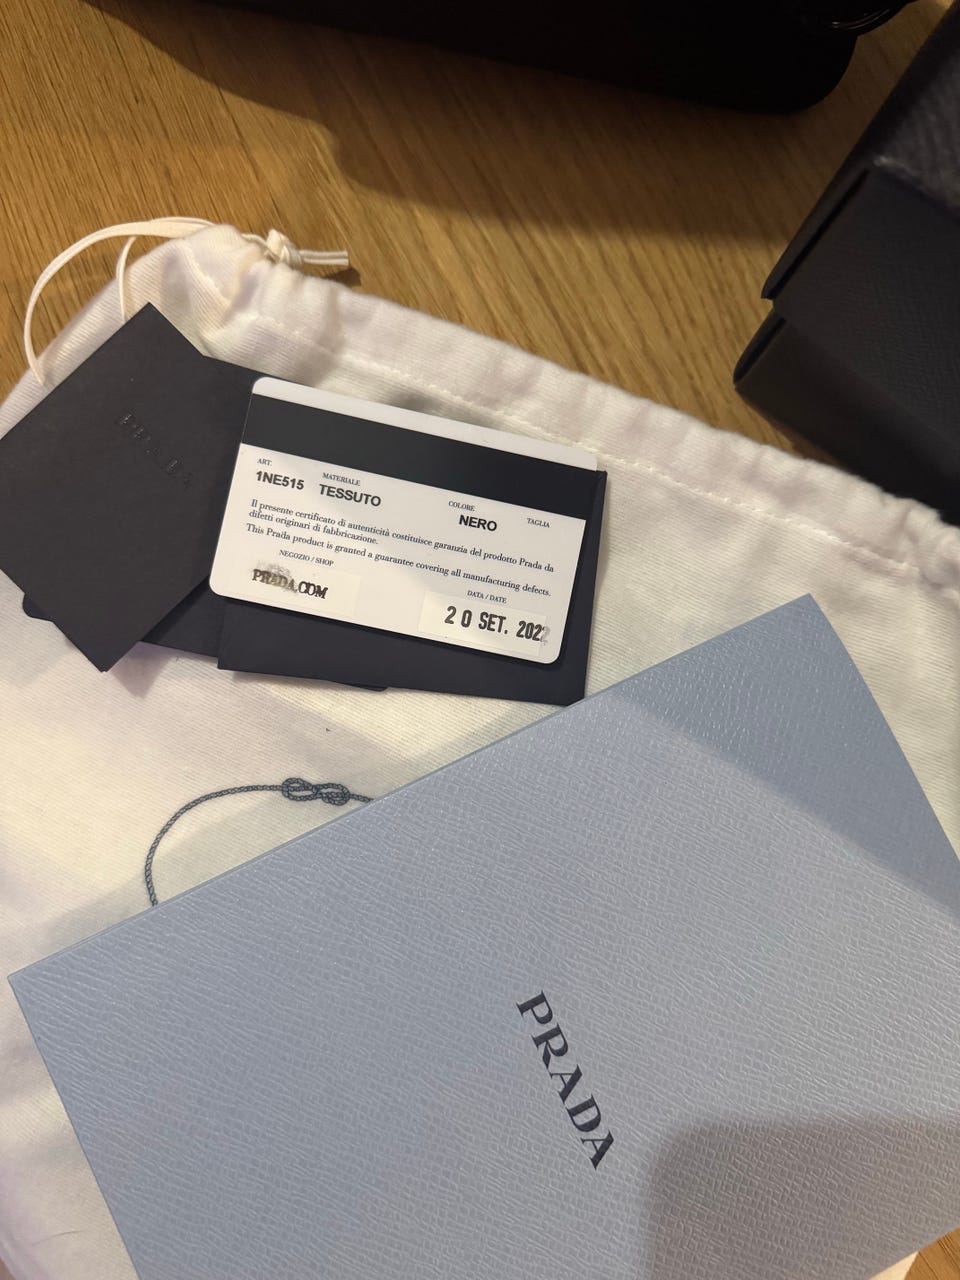 PRADA
ART.
1NE515
MATERIALE
TESSUTO
COLORE
NERO
TAGLIA
Il presente certificato di autenticità costituisce garanzia del prodotto Prada da
difetti originari di fabbricazione.
This Prada product is granted a guarantee covering all manufacturing defects.
NEGOZIO / SHOP
PRADA.COM
DATA / DATE
20 SET. 2022
PRADA